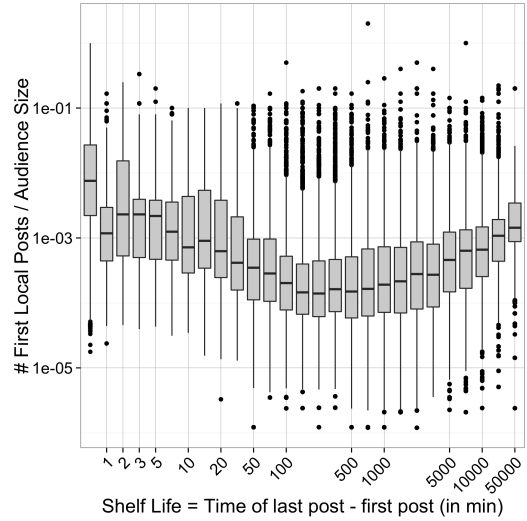 # First Local Posts / Audience Size
1e-01
1e-03
1e-05
1
2
3
5
10
20
50
100
500
1000
5000
10000
50000
Shelf Life = Time of last post - first post (in min)